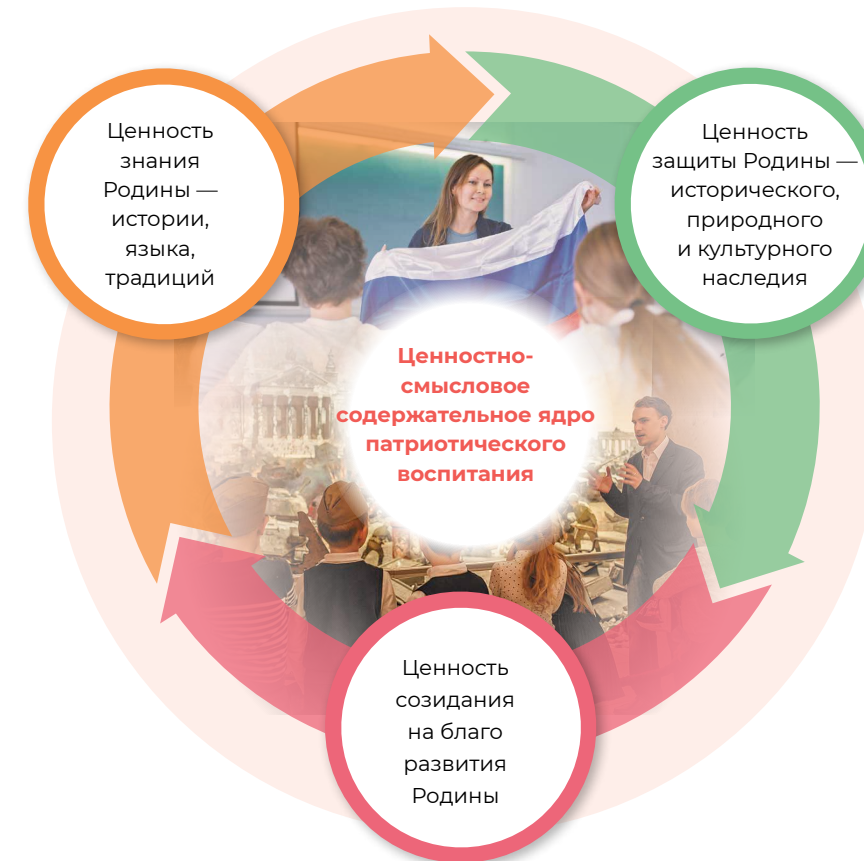 Ценность
знания
Родины —
истории,
языка,
традиций
Ценность
защиты Родины —
исторического,
природного
и культурного
наследия
Ценностно-
смысловое
содержательное ядро
патриотического
воспитания
Ценность
созидания
на благо
развития
Родины